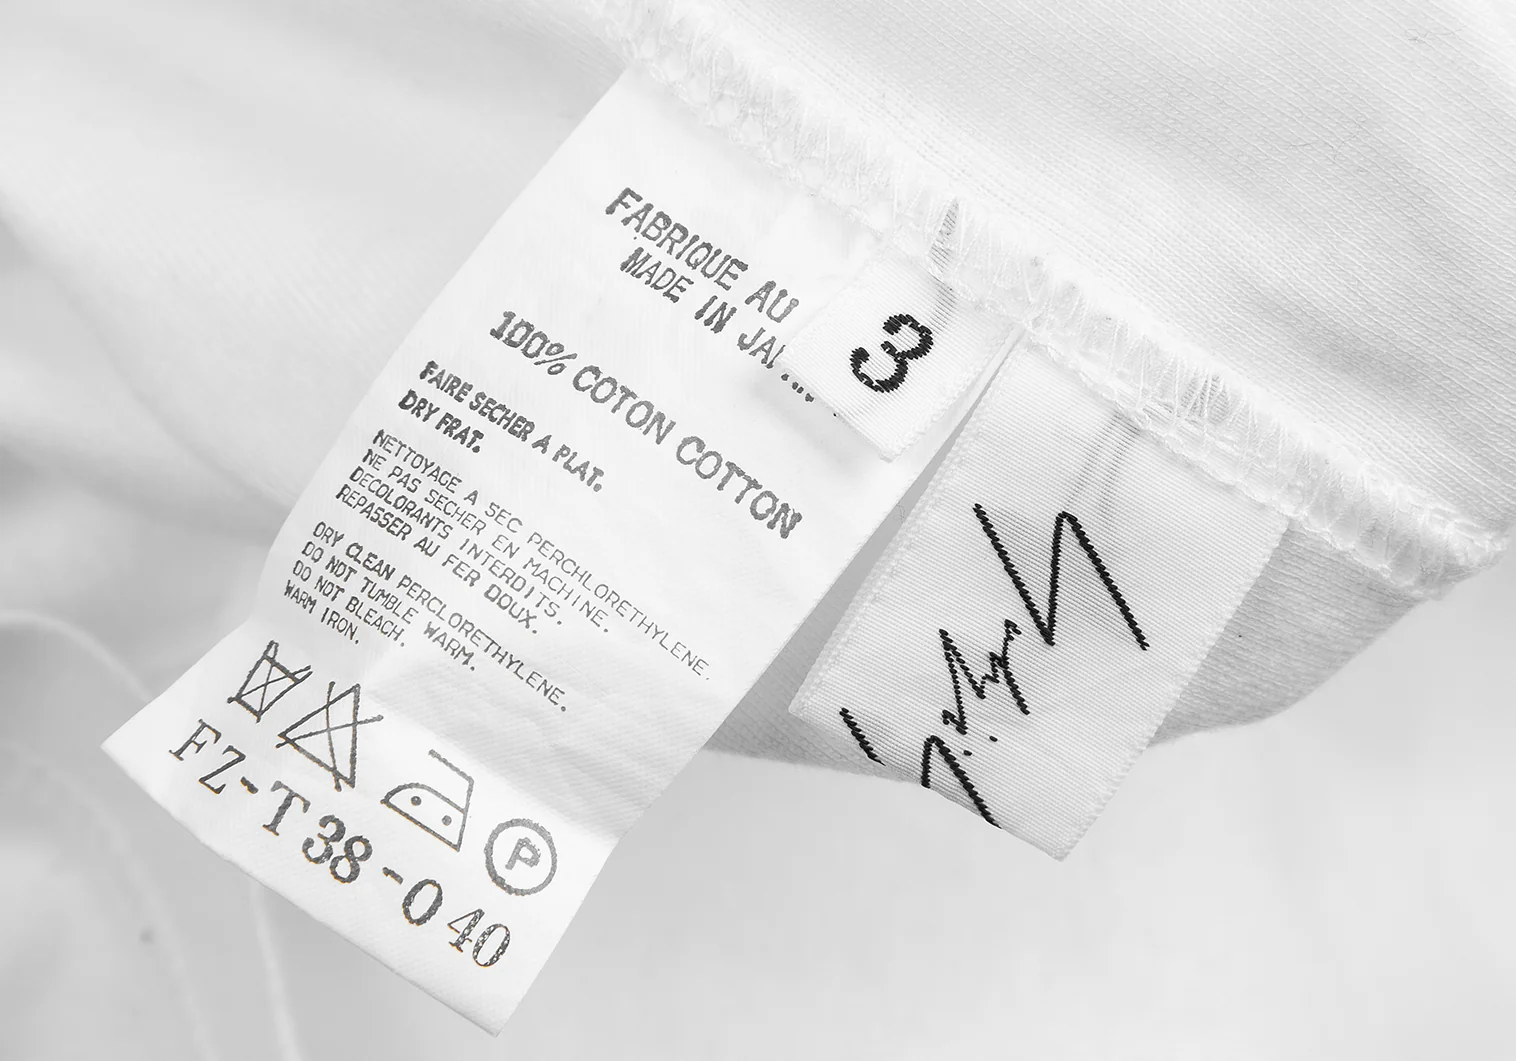 FABRIQUE AU
MADE IN JA
100% COTON COTTON
FAIRE SECHER A PLAT.
DRY FRAT.
NETTOYAGE A SEC PERCHLORETHYLENE.
NE PAS SECHER EN MACHINE.
DECOLORANTS INTERDITS.
REPASSER AU FER DOUX.
DRY CLEAN PERCLORETHYLENE.
DO NOT TUMBLE WARM.
DO NOT BLEACH.
WARM IRON.
P
FZ-T38-040
3